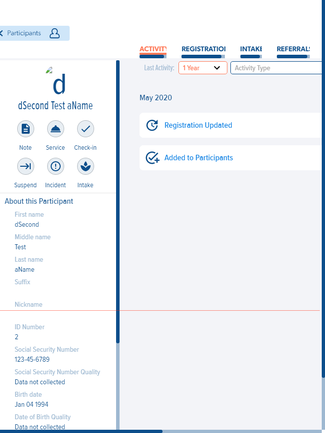 Participants
ACTIVIT
REGISTRATIOI
INTAKE
REFERRAL
Last Activity:
1 Year
Activity Type
d
dSecond Test aName
Note
Service
Check-in
Suspend
Incident
Intake
May 2020
Registration Updated
Added to Participants
About this Participant
First name
dSecond
Middle name
Test
Last name
aName
Suffix
Nickname
ID Number
2
Social Security Number
123-45-6789
Social Security Number Quality
Data not collected
Birth date
Jan 04 1994
Date of Birth Quality
Data not collected